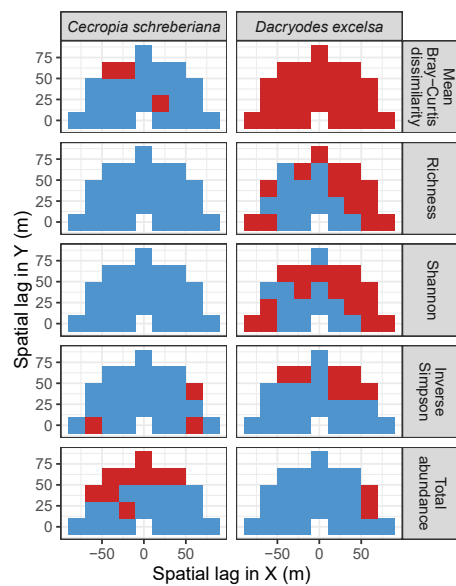 Cecropia schreberiana
Dacryodes excelsa
75
50
25
0
Mean
Bray−Curtis
dissimilarity
75
50
25
0
Richness
75
50
25
0
Shannon
75
50
25
0
Inverse
Simpson
75
50
25
0
Total
abundance
−50
0
50
−50
0
50
Spatial lag in Y (m)
Spatial lag in X (m)